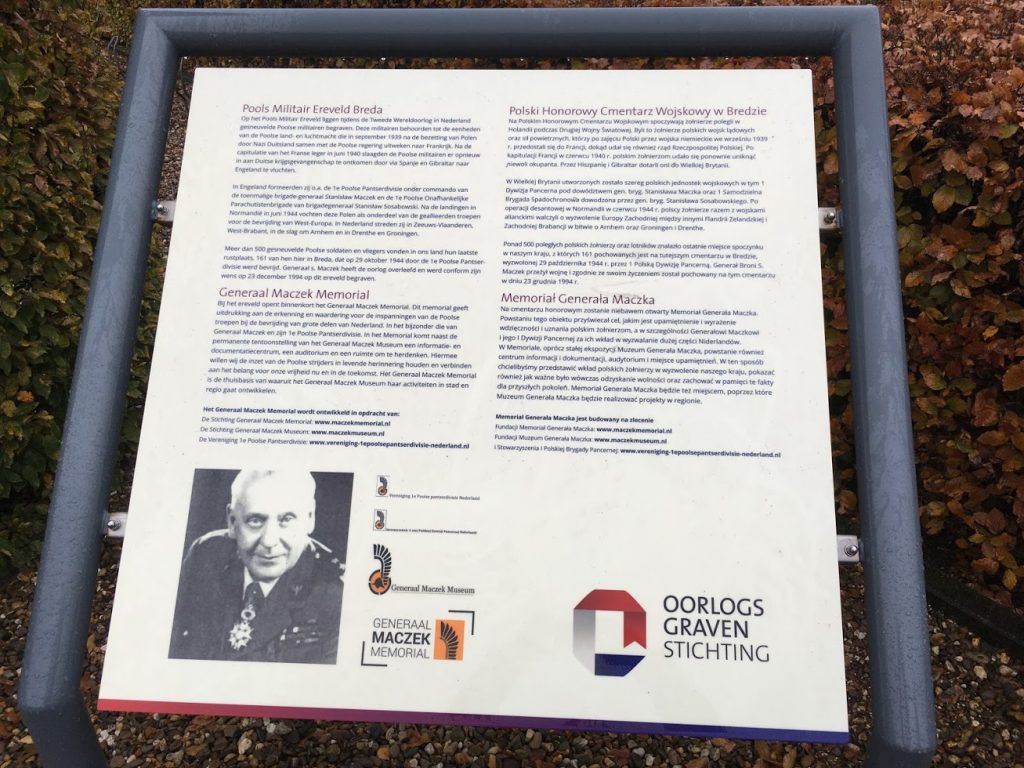 Pools Militair Ereveld Breda
Op het Pools Militair Ereveld liggen tijdens de Tweede Wereldoorlog in Nederland
gesneuvelde Poolse militairen begraven. Deze militairen behoorden tot de eenheden
van de Poolse land- en luchtmacht die in september 1939 na de bezetting van Polen
door Nazi Duitsland samen met de Poolse regering uitweken naar Frankrijk. Na de
capitulatie van het Franse leger in juni 1940 slaagden de Poolse militairen er opnieuw
in aan Duitse krijgsgevangenschap te ontkomen door via Spanje en Gibraltar naar
Engeland te vluchten.
In Engeland formeerden zij o.a. de 1e Poolse Pantserdivisie onder commando van
de toenmalige brigade-generaal Stanisław Maczek en de 1e Poolse Onafhankelijke
Parachutistenbrigade van brigadegeneraal Stanisław Sosabowski. Na de landingen in
Normandië in juni 1944 vochten deze Polen als onderdeel van de geallieerden troepen
voor de bevrijding van West-Europa. In Nederland streden zij in Zeeuws-Vlaanderen,
West-Brabant, in de slag om Arnhem en in Drenthe en Groningen.
Meer dan 500 gesneuvelde Poolse soldaten en vliegers vonden in ons land hun laatste
rustplaats, 161 van hen hier in Breda, dat op 29 oktober 1944 door de 1e Poolse Pantser-
divisie werd bevrijd. Generaal s. Maczek heeft de oorlog overleefd en werd conform zijn
wens op 23 december 1994 op dit ereveld begraven.
Generaal Maczek Memorial
Bij het ereveld opent binnenkort het Generaal Maczek Memorial. Dit memorial geeft
uitdrukking aan de erkenning en waardering voor de inspanningen van de Poolse
troepen bij de bevrijding van grote delen van Nederland. In het bijzonder die van
Generaal Maczek en zijn 1e Poolse Pantserdivisie. In het Memorial komt naast de
permanente tentoonstelling van het Generaal Maczek Museum een informatie- en
documentatiecentrum, een auditorium en een ruimte om te herdenken. Hiermee
willen wij de inzet van de Poolse strijders in levende herinnering houden en verbinden
aan het belang voor onze vrijheid nu en in de toekomst. Het Generaal Maczek Memorial
is de thuisbasis van waaruit het Generaal Maczek Museum haar activiteiten in stad en
regio gaat ontwikkelen.
Het Generaal Maczek Memorial wordt ontwikkeld in opdracht van:
De Stichting Generaal Maczek Memorial: www.maczekmemorial.nl
De Stichting Generaal Maczek Museum: www.maczekmuseum.nl
De Vereniging 1e Poolse Pantserdivisie: www.vereniging-1epoolsepantserdivisie-nederland.nl
Polski Honorowy Cmentarz Wojskowy w Bredzie
Na Polskim Honorowym Cmentarzu Wojskowym spoczywają żołnierze polegli w
Holandii podczas Drugiej Wojny Światowej. Byli to żołnierze polskich wojsk lądowych
oraz sił powietrznych, którzy po zajęciu Polski przez wojska niemieckie we wrześniu 1939
r. przedostali się do Francji, dokąd udał się również rząd Rzeczpospolitej Polskiej. Po
kapitulacji Francji w czerwcu 1940 r. polskim żołnierzom udało się ponownie uniknąć
niewoli okupanta. Przez Hiszpanię i Gibraltar dotarli oni do Wielkiej Brytanii.
W Wielkiej Brytanii utworzonych zostało szereg polskich jednostek wojskowych w tym 1
Dywizja Pancerna pod dowództwem gen. bryg. Stanisława Maczka oraz 1 Samodzielna
Brygada Spadochronowa dowodzona przez gen. bryg. Stanisława Sosabowskiego. Po
operacji desantowej w Normandii w czerwcu 1944 r. polscy żołnierze razem z wojskami
alianckimi walczyli o wyzwolenie Europy Zachodniej między innymi Flandrii Zelandzkiej i
Zachodniej Brabancji w bitwie o Arnhem oraz Groningen i Drenthe.
Ponad 500 poległych polskich żołnierzy oraz lotników znalazło ostatnie miejsce spoczynku
w naszym kraju, z których 161 pochowanych jest na tutejszym cmentarzu w Bredzie,
wyzwolonej 29 października 1944 r. przez 1 Polską Dywizję Pancerną. Generał Broni S.
Maczek przeżył wojnę i zgodnie ze swoim życzeniem został pochowany na tym cmentarzu
w dniu 23 grudnia 1994 r.
Memoriał Generała Maczka
Na cmentarzu honorowym zostanie niebawem otwarty Memoriał Generała Maczka.
Powstaniu tego obiektu przyświecał cel, jakim jest upamiętnienie i wyrażenie
wdzięczności i uznania polskim żołnierzom, a w szczególności Generałowi Maczkowi
i jego I Dywizji Pancernej za ich wkład w wyzwalanie dużej części Niderlandów.
W Memoriale, oprócz stałej ekspozycji Muzeum Generała Maczka, powstanie również
centrum informacji i dokumentacji, audytorium i miejsce upamiętnień. W ten sposób
chcielibyśmy przedstawić wkład polskich żołnierzy w wyzwolenie naszego kraju, pokazać
również jak ważne było wówczas odzyskanie wolności oraz zachować w pamięci te fakty
dla przyszłych pokoleń. Memoriał Generała Maczka będzie też miejscem, poprzez które
Muzeum Generała Maczka będzie realizować projekty w regionie.
Memoriał Generała Maczka jest budowany na zlecenie
Fundacji Memoriał Generała Maczka: www.maczekmemorial.nl
Fundacji Muzeum Generała Maczka: www.maczekmuseum.nl
i Stowarzyszenia I Polskiej Brygady Pancernej: www.vereniging-1epoolsepantserdivisie-nederland.nl
Vereniging 1e Poolse pantserdivisie Nederland
Generaal Maczek Museum
GENERAAL
MACZEK
MEMORIAL
OORLOGS
GRAVEN
STICHTING